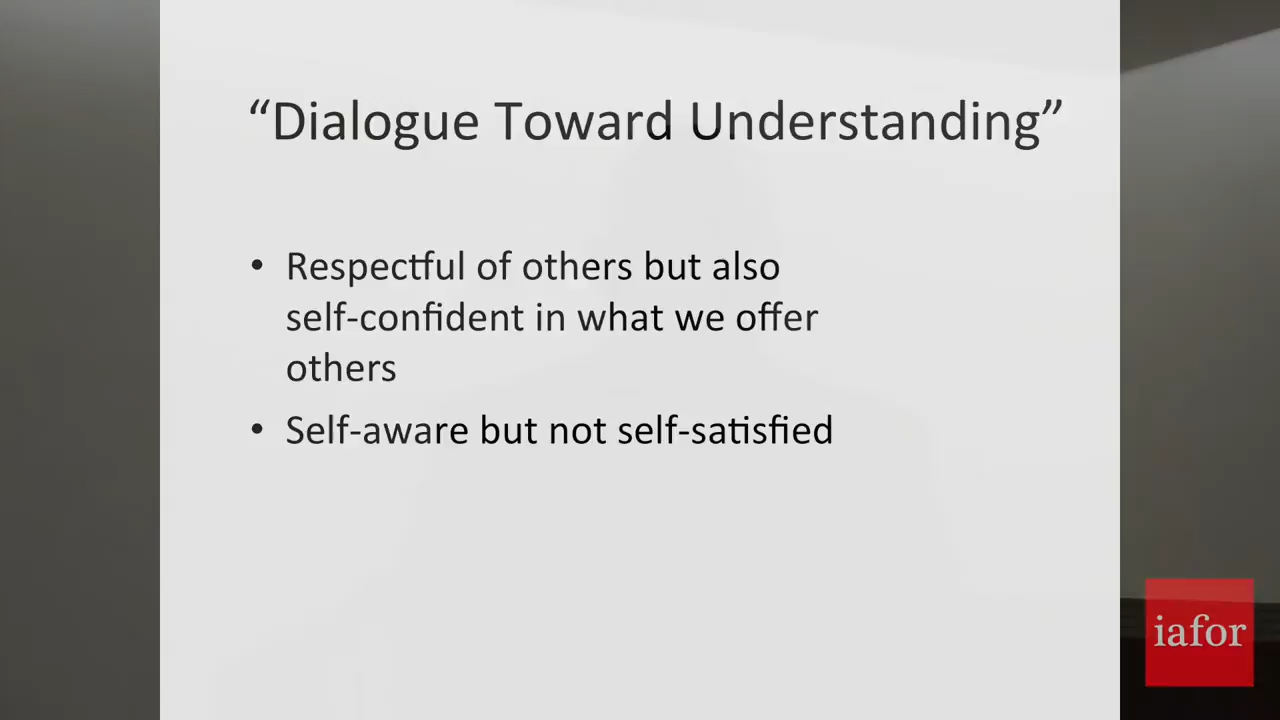 “Dialogue Toward Understanding”
• Respectful of others but also
self-confident in what we offer
others
• Self-aware but not self-satisfied
iafor